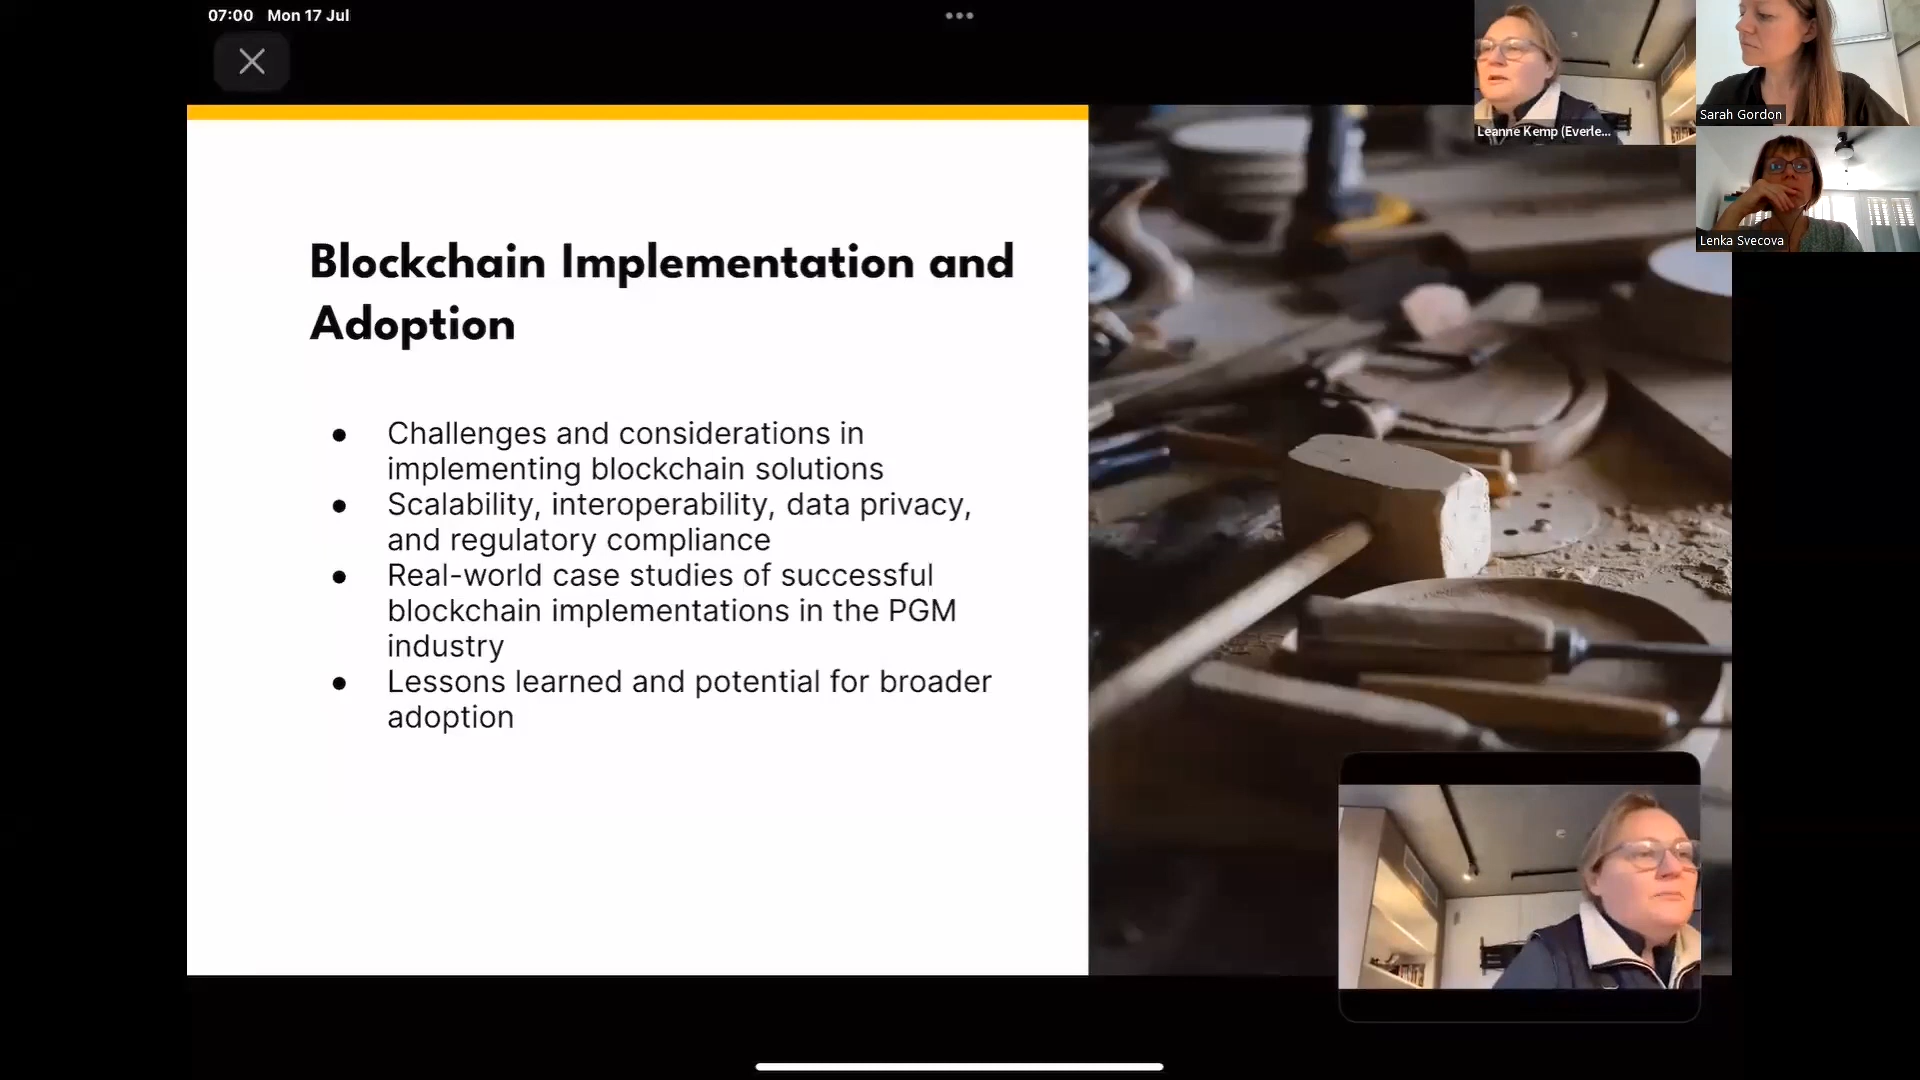 07:00 Mon 17 Jul
Leanne Kemp (Everle...
Sarah Gordon
Lenka Svecova
Blockchain Implementation and
Adoption
● Challenges and considerations in
implementing blockchain solutions
● Scalability, interoperability, data privacy,
and regulatory compliance
● Real-world case studies of successful
blockchain implementations in the PGM
industry
● Lessons learned and potential for broader
adoption